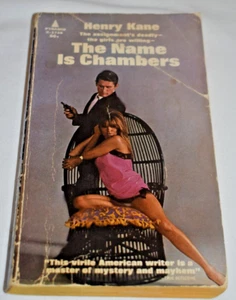 Henry Kane
The assignment's deadly—
the girls are willing—
The Name
Is Chambers
"This virile American writer is a
master of mystery and mayhem"